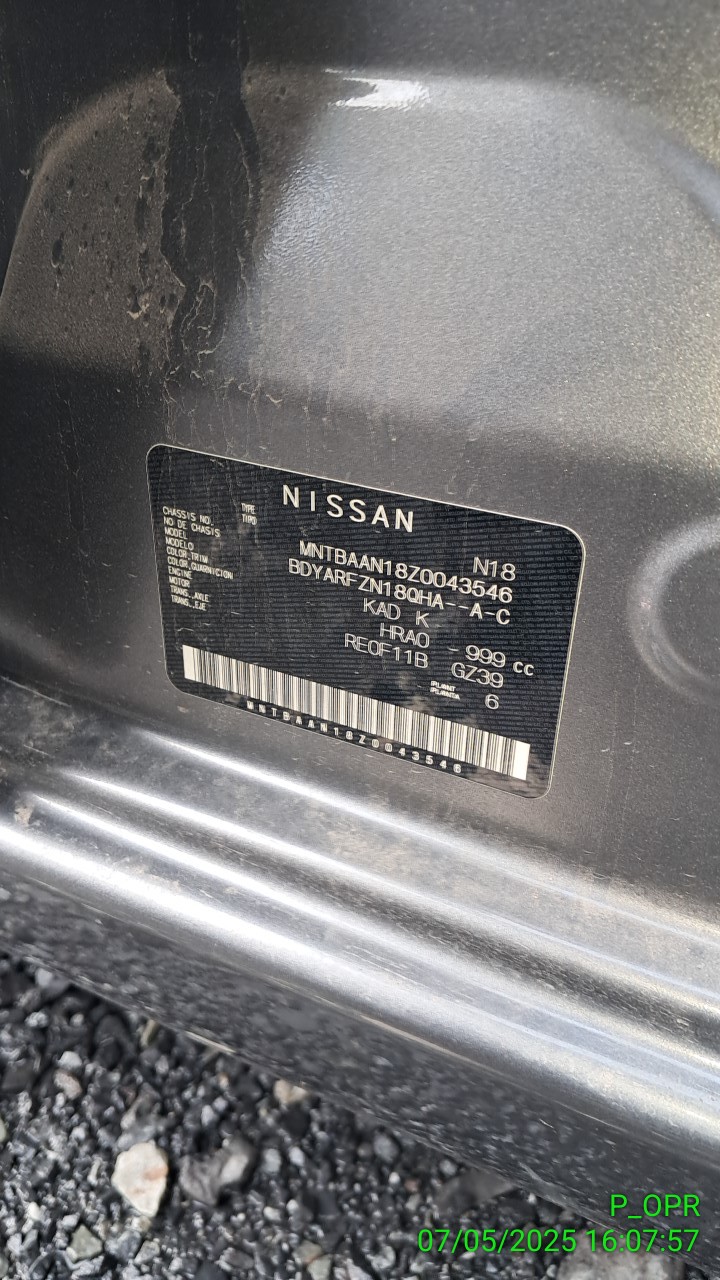 NISSAN
TYPE
TIPO
N18
CHASSIS NO.
NO DE CHASIS
MNTBAAN18Z0043546
MODEL
MODELO
BDYARFZN18QHA--A-C
COLOR,TRIM
COLOR,GUARNICION
KAD K
ENGINE
MOTOR
HRA0 - 999 cc
TRANS.,AXLE
TRANS.,EJE
RE0F11B GZ39
6
MNTBAAN18Z0043546
P_OPR
07/05/2025 16:07:57